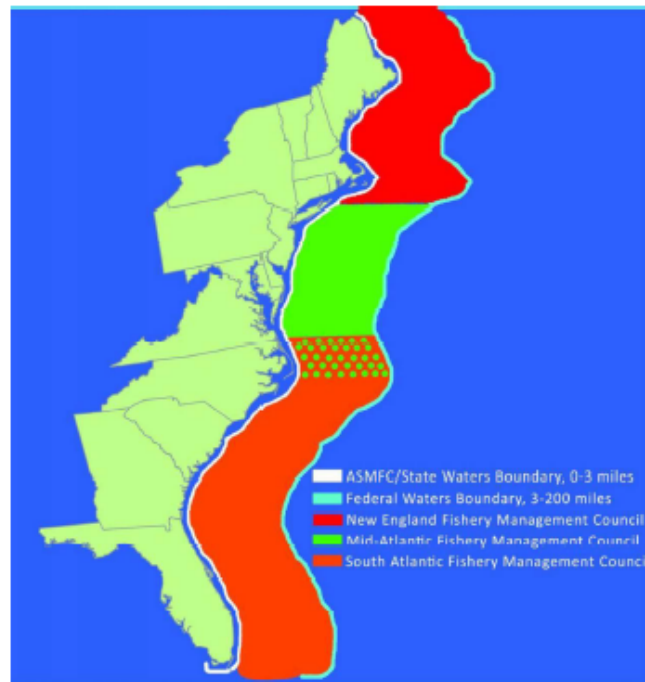 ASMFC/State Waters Boundary, 0-3 miles
Federal Waters Boundary, 3-200 miles
New England Fishery Management Council
Mid-Atlantic Fishery Management Council
South Atlantic Fishery Management Counci